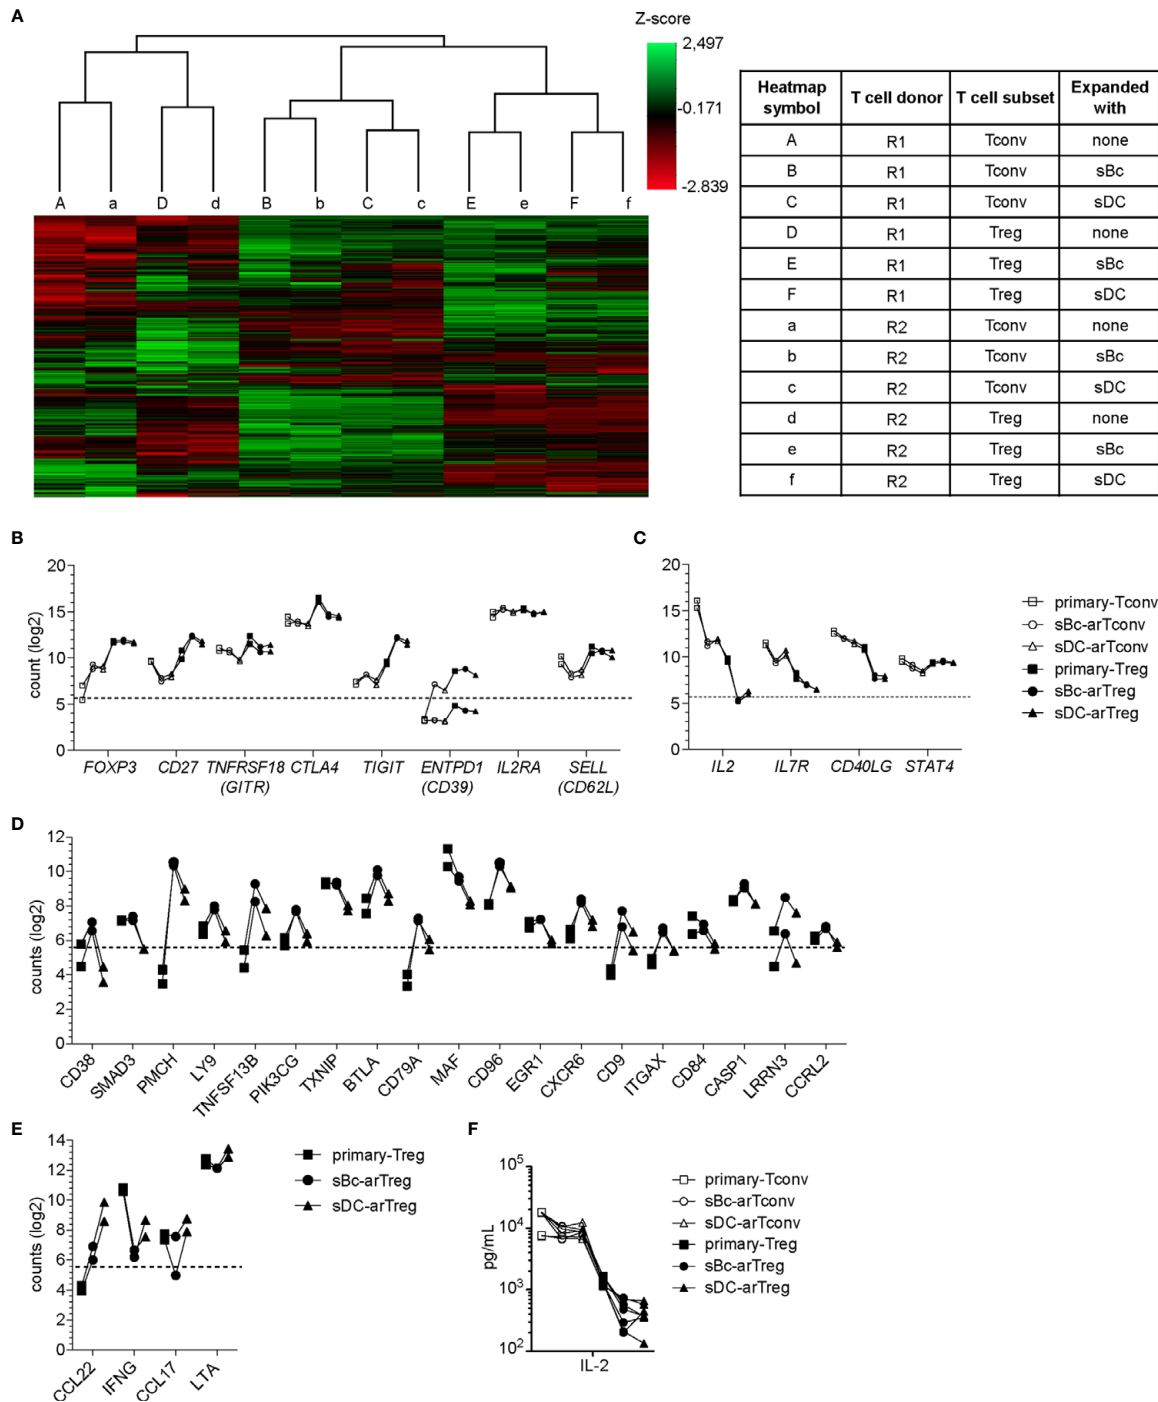 A
Z-score
2,497
-0.171
-2.839
A a D d B b C c E e F f
Heatmap symbol T cell donor T cell subset Expanded with
A R1 Tconv none
B R1 Tconv sBc
C R1 Tconv sDC
D R1 Treg none
E R1 Treg sBc
F R1 Treg sDC
a R2 Tconv none
b R2 Tconv sBc
c R2 Tconv sDC
d R2 Treg none
e R2 Treg sBc
f R2 Treg sDC
B
count (log2)
20
15
10
5
0
FOXP3 CD27 TNFRSF18 CTLA4 TIGIT ENTPD1 IL2RA SELL
(GITR) (CD39) (CD62L)
C
20
15
10
5
0
IL2 IL7R CD40LG STAT4
primary-Tconv
sBc-arTconv
sDC-arTconv
primary-Treg
sBc-arTreg
sDC-arTreg
D
counts (log2)
12
10
8
6
4
2
0
CD38 SMAD3 PMCH LY9 TNFSF13B PIK3CG TXNIP BTLA CD79A MAF CD96 EGR1 CXCR6 CD9 ITGAX CD84 CASP1 LRRN3 CCRL2
E
counts (log2)
14
12
10
8
6
4
2
0
CCL22 IFNG CCL17 LTA
primary-Treg
sBc-arTreg
sDC-arTreg
F
pg/mL
10^5
10^4
10^3
10^2
IL-2
primary-Tconv
sBc-arTconv
sDC-arTconv
primary-Treg
sBc-arTreg
sDC-arTreg